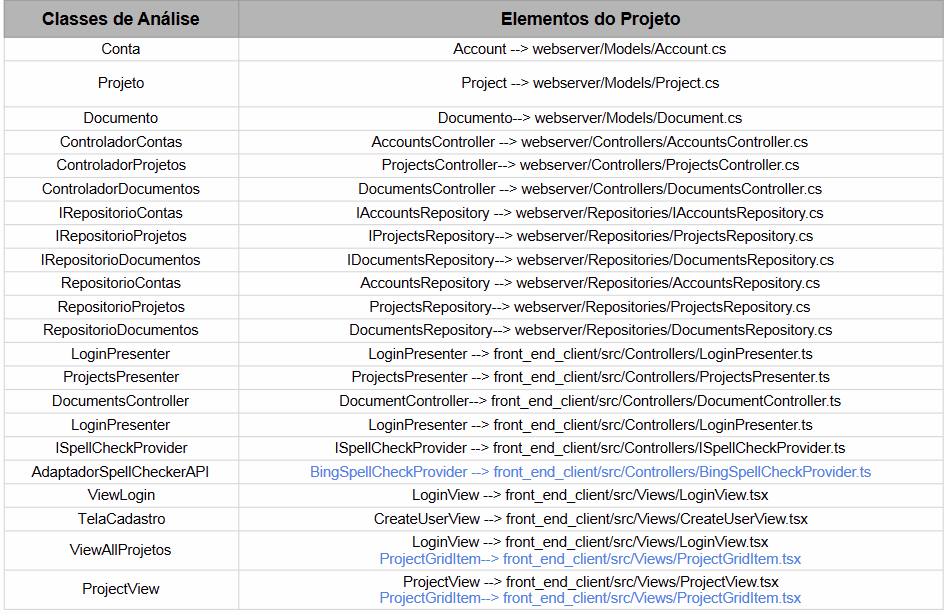 Classes de Análise Elementos do Projeto
Conta Account --> webserver/Models/Account.cs
Projeto Project --> webserver/Models/Project.cs
Documento Documento--> webserver/Models/Document.cs
ControladorContas AccountsController --> webserver/Controllers/AccountsController.cs
ControladorProjetos ProjectsController--> webserver/Controllers/ProjectsController.cs
ControladorDocumentos DocumentsController --> webserver/Controllers/DocumentsController.cs
IRepositorioContas IAccountsRepository --> webserver/Repositories/IAccountsRepository.cs
IRepositorioProjetos IProjectsRepository--> webserver/Repositories/ProjectsRepository.cs
IRepositorioDocumentos IDocumentsRepository--> webserver/Repositories/DocumentsRepository.cs
RepositorioContas AccountsRepository --> webserver/Repositories/AccountsRepository.cs
RepositorioProjetos ProjectsRepository--> webserver/Repositories/ProjectsRepository.cs
RepositorioDocumentos DocumentsRepository--> webserver/Repositories/DocumentsRepository.cs
LoginPresenter LoginPresenter --> front_end_client/src/Controllers/LoginPresenter.ts
ProjectsPresenter ProjectsPresenter --> front_end_client/src/Controllers/ProjectsPresenter.ts
DocumentsController DocumentController--> front_end_client/src/Controllers/DocumentController.ts
LoginPresenter LoginPresenter --> front_end_client/src/Controllers/LoginPresenter.ts
ISpellCheckProvider ISpellCheckProvider --> front_end_client/src/Controllers/ISpellCheckProvider.ts
AdaptadorSpellCheckerAPI BingSpellCheckProvider --> front_end_client/src/Controllers/BingSpellCheckProvider.ts
ViewLogin LoginView --> front_end_client/src/Views/LoginView.tsx
TelaCadastro CreateUserView --> front_end_client/src/Views/CreateUserView.tsx
ViewAllProjetos LoginView --> front_end_client/src/Views/LoginView.tsx
ProjectGridItem--> front_end_client/src/Views/ProjectGridItem.tsx
ProjectView ProjectView --> front_end_client/src/Views/ProjectView.tsx
ProjectGridItem--> front_end_client/src/Views/ProjectGridItem.tsx